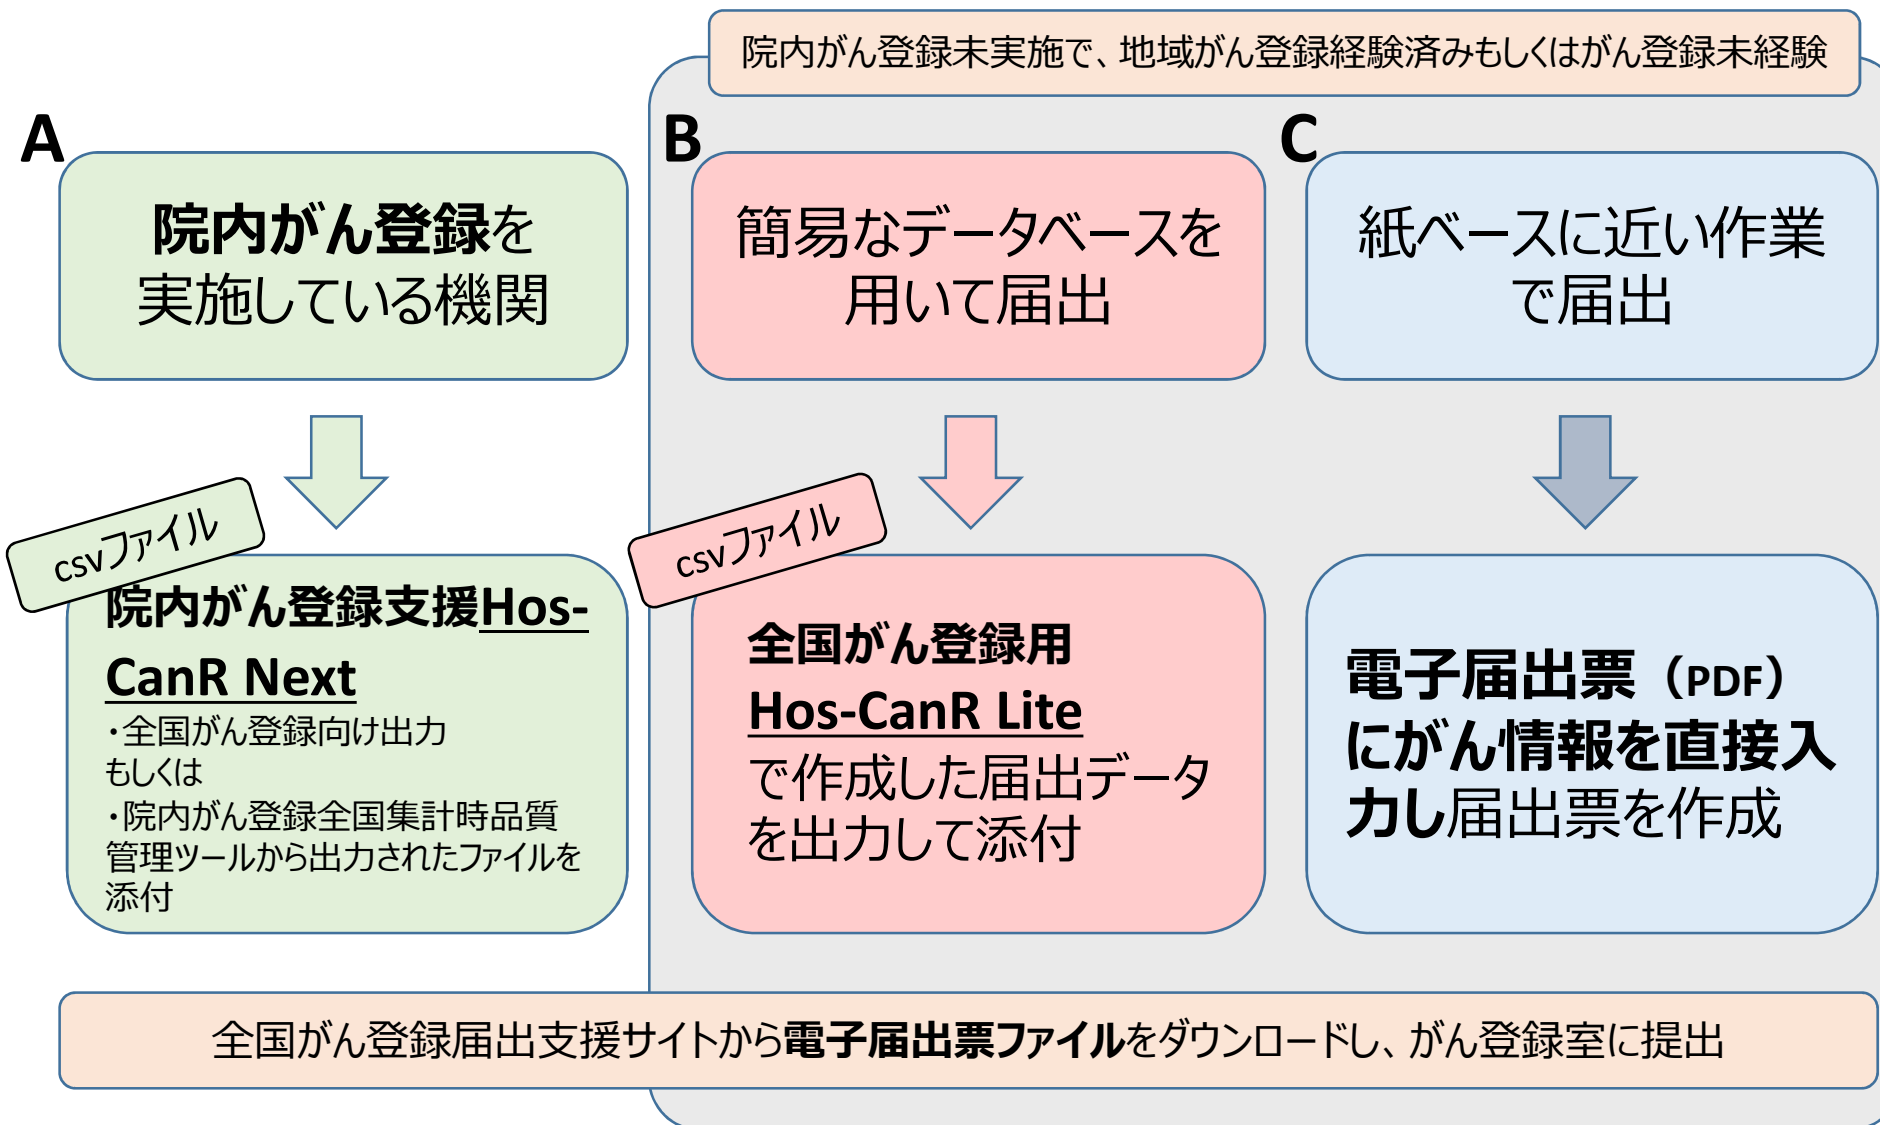 院内がん登録未実施で、地域がん登録経験済みもしくはがん登録未経験
A
院内がん登録を
実施している機関
csvファイル
院内がん登録支援Hos-
CanR Next
・全国がん登録向け出力
もしくは
・院内がん登録全国集計時品質
管理ツールから出力されたファイルを
添付
B
簡易なデータベースを
用いて届出
csvファイル
全国がん登録用
Hos-CanR Lite
で作成した届出データ
を出力して添付
C
紙ベースに近い作業
で届出
電子届出票（PDF）
にがん情報を直接入
力し届出票を作成
全国がん登録届出支援サイトから電子届出票ファイルをダウンロードし、がん登録室に提出